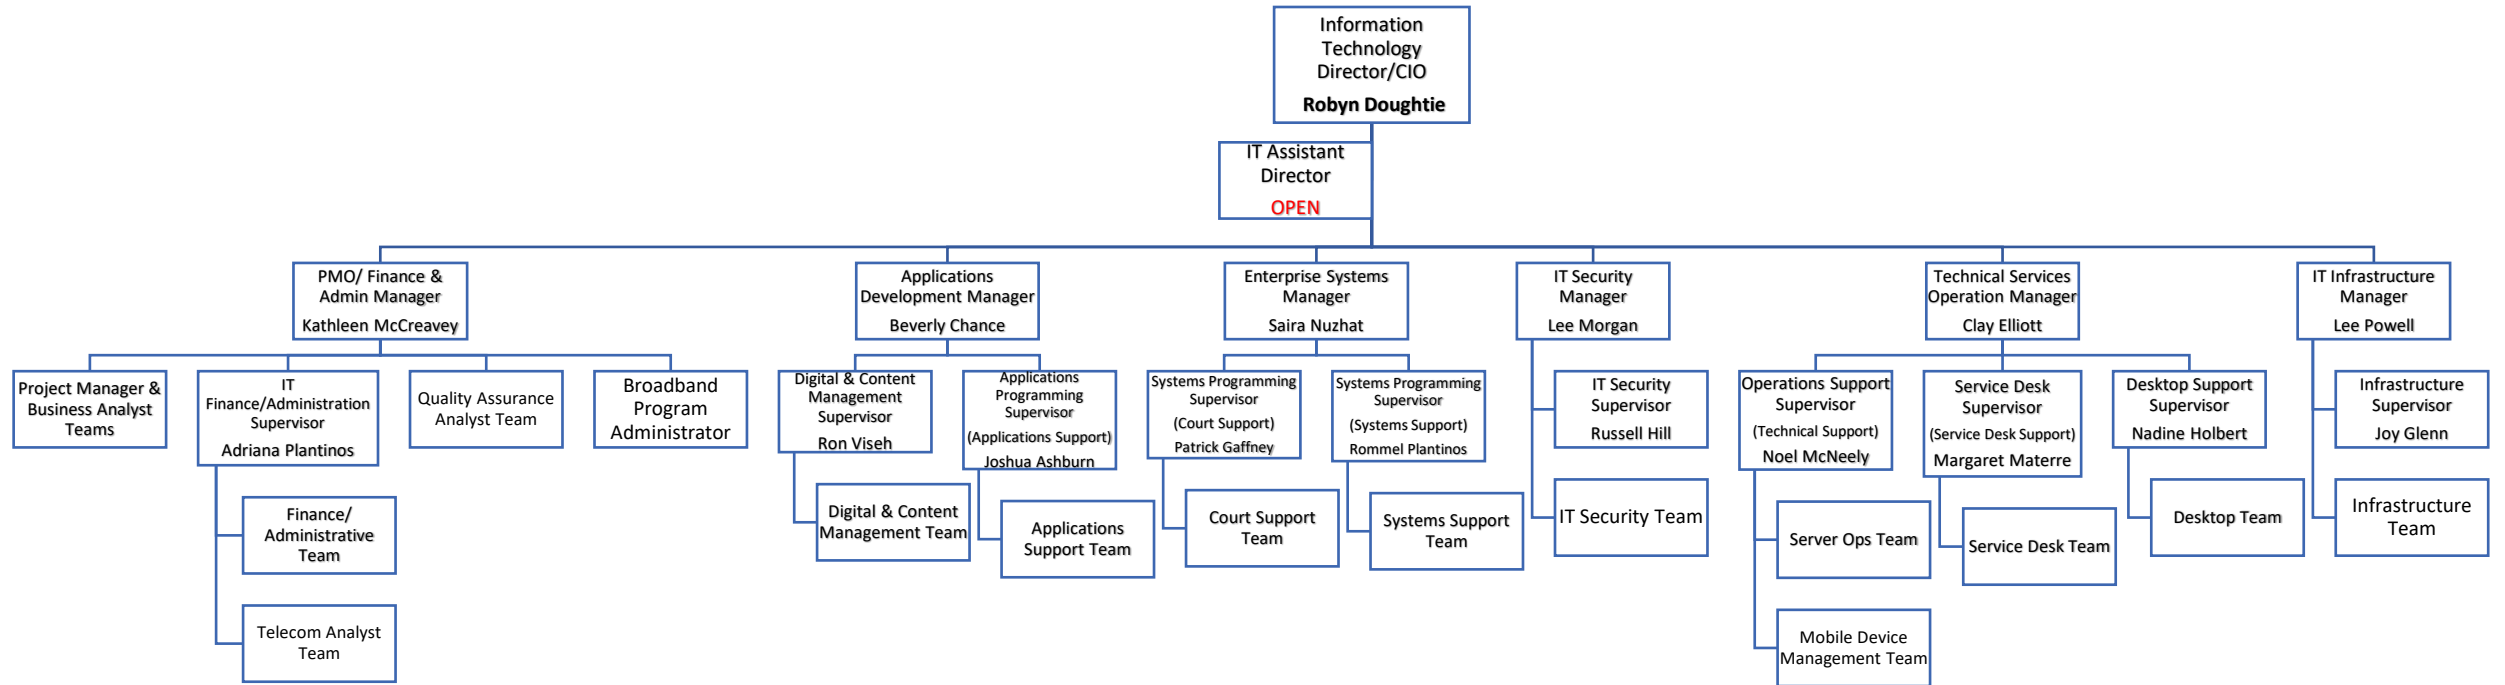 Information
Technology
Director/CIO
Robyn Doughtie
IT Assistant
Director
OPEN
PMO/ Finance &
Admin Manager
Kathleen McCreavey
Applications
Development Manager
Beverly Chance
Enterprise Systems
Manager
Saira Nuzhat
IT Security
Manager
Lee Morgan
Technical Services
Operation Manager
Clay Elliott
IT Infrastructure
Manager
Lee Powell
Project Manager &
Business Analyst
Teams
IT
Finance/Administration
Supervisor
Adriana Plantinos
Quality Assurance
Analyst Team
Broadband
Program
Administrator
Digital & Content
Management
Supervisor
Ron Viseh
Applications
Programming
Supervisor
(Applications Support)
Joshua Ashburn
Systems Programming
Supervisor
(Court Support)
Patrick Gaffney
Systems Programming
Supervisor
(Systems Support)
Rommel Plantinos
IT Security
Supervisor
Russell Hill
Operations Support
Supervisor
(Technical Support)
Noel McNeely
Service Desk
Supervisor
(Service Desk Support)
Margaret Materre
Desktop Support
Supervisor
Nadine Holbert
Infrastructure
Supervisor
Joy Glenn
Finance/
Administrative
Team
Digital & Content
Management Team
Applications
Support Team
Court Support
Team
Systems Support
Team
IT Security Team
Server Ops Team
Service Desk Team
Desktop Team
Infrastructure
Team
Telecom Analyst
Team
Mobile Device
Management Team